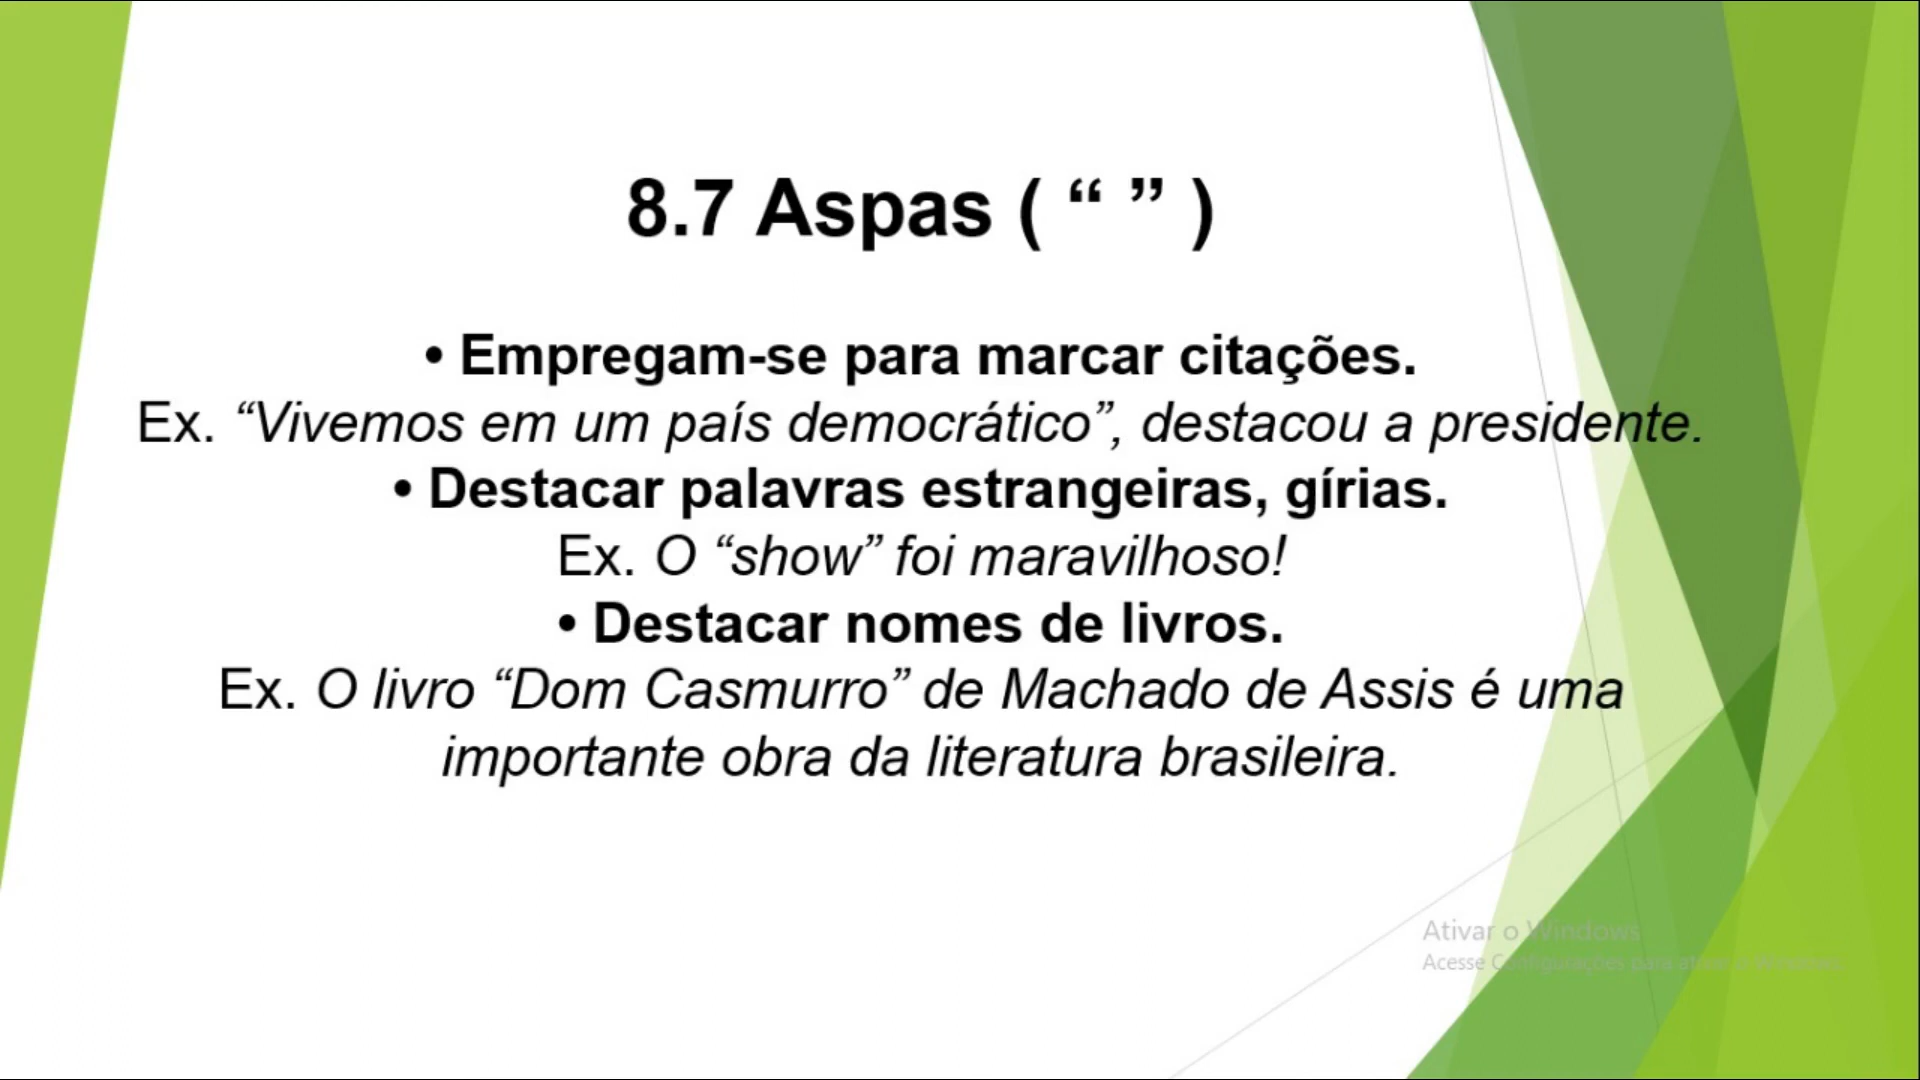 8.7 Aspas ( “ ” )
• Empregam-se para marcar citações.
Ex. “Vivemos em um país democrático”, destacou a presidente.
• Destacar palavras estrangeiras, gírias.
Ex. O “show” foi maravilhoso!
• Destacar nomes de livros.
Ex. O livro “Dom Casmurro” de Machado de Assis é uma
importante obra da literatura brasileira.
Ativar o Windows
Acesse Configurações para ativar o Windows.